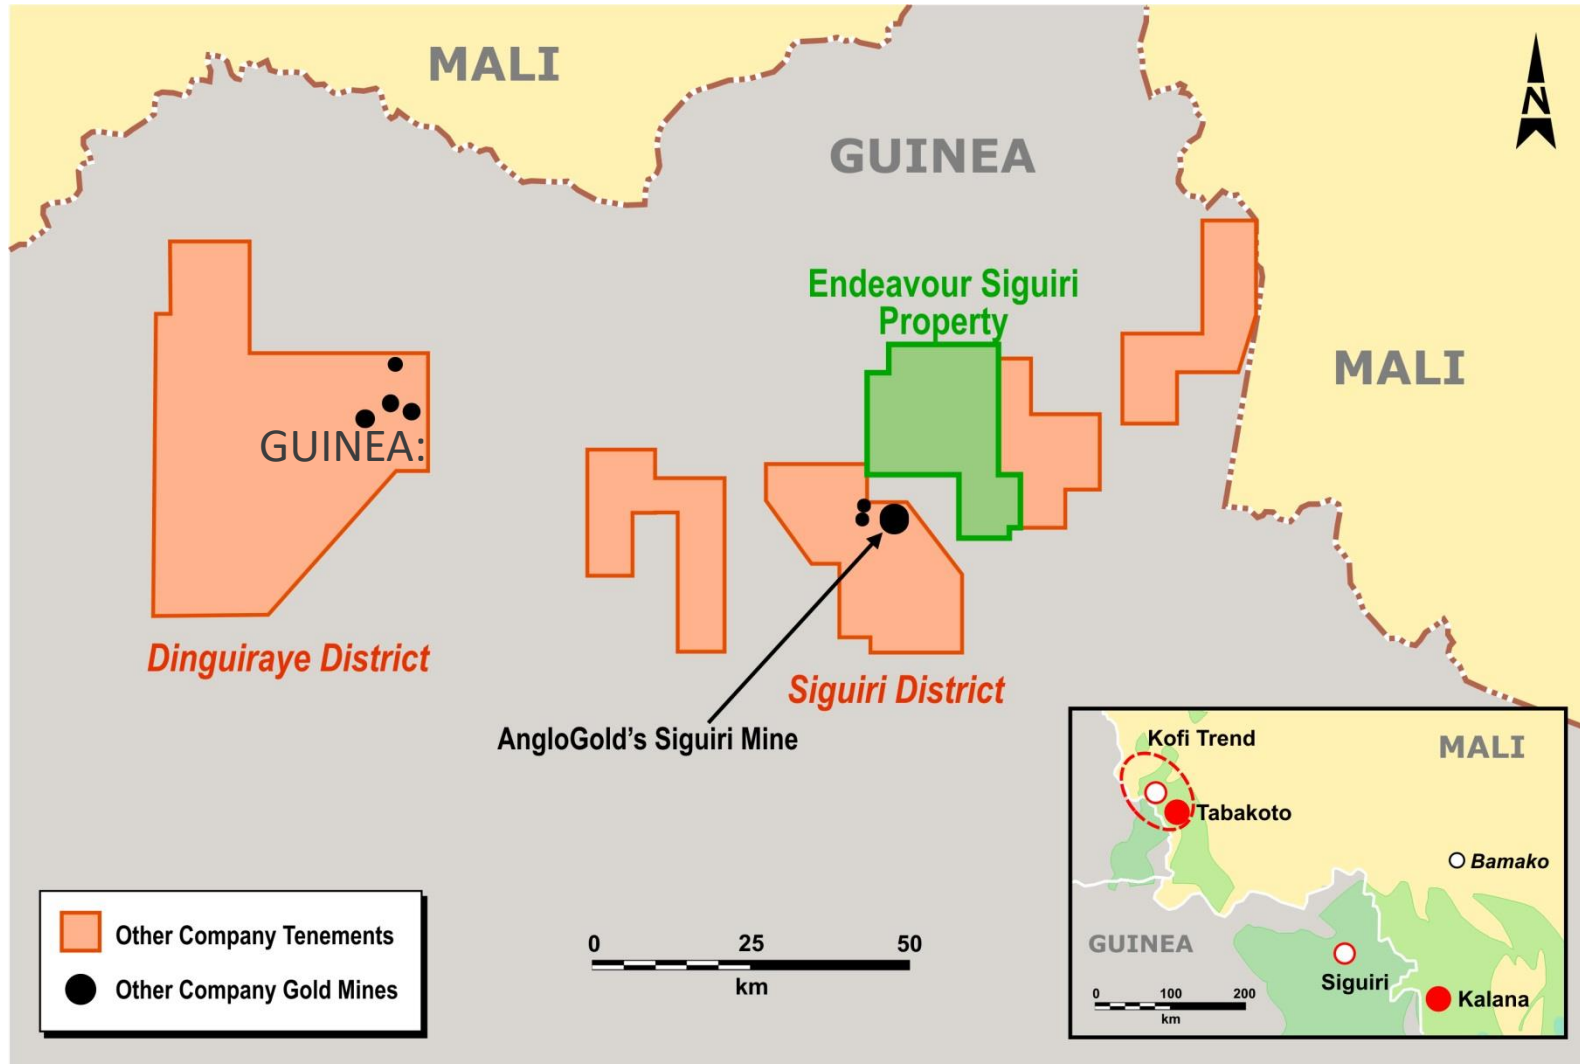 MALI
GUINEA
N
Endeavour Siguiri
Property
MALI
GUINEA:
Dinguiraye District
Siguiri District
AngloGold's Siguiri Mine
Other Company Tenements
Other Company Gold Mines
0 25 50
km
Kofi Trend
MALI
Tabakoto
Bamako
GUINEA
Siguiri
Kalana
0 100 200
km